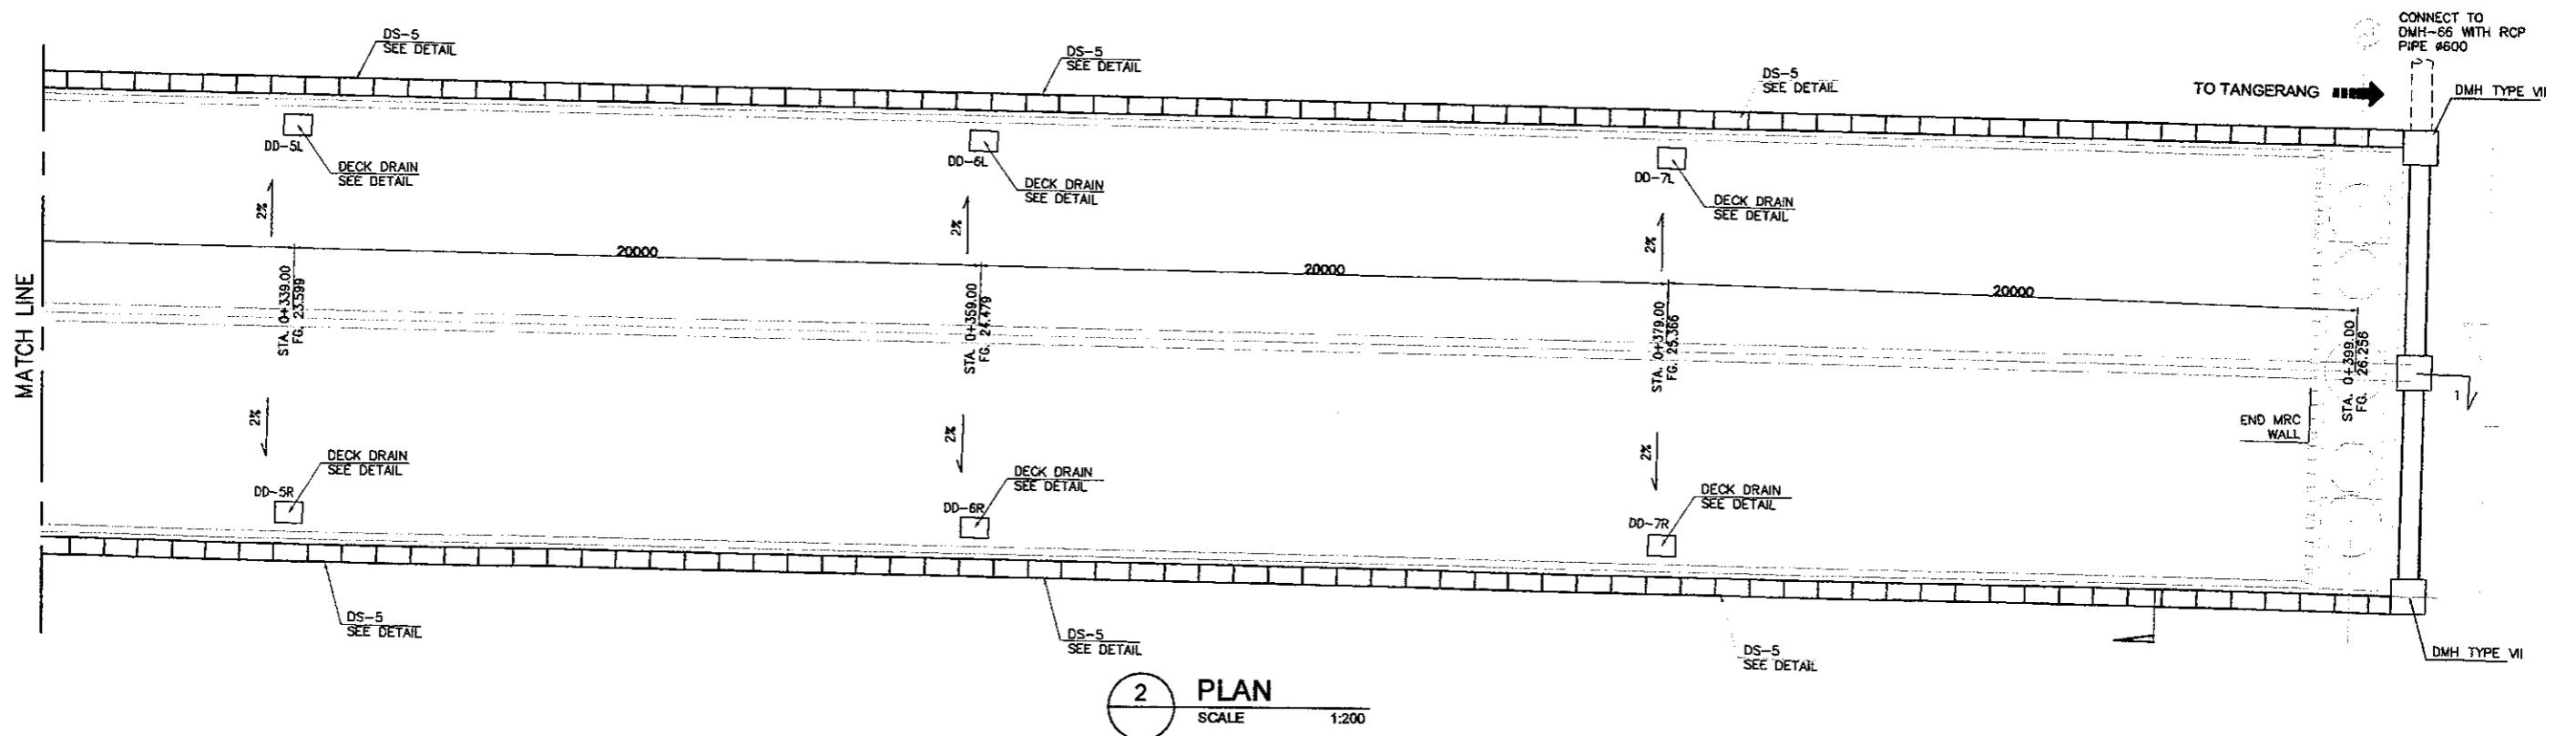 CONNECT TO
DMH-66 WITH RCP
PIPE ø600
DS-5
SEE DETAIL
DS-5
SEE DETAIL
DS-5
SEE DETAIL
TO TANGERANG
DMH TYPE VII
DD-5L
DECK DRAIN
SEE DETAIL
DD-6L
DECK DRAIN
SEE DETAIL
DD-7L
DECK DRAIN
SEE DETAIL
2%
2%
2%
20000
20000
20000
MATCH LINE
STA. 0+339.00
FG. 23.599
STA. 0+359.00
FG. 24.479
STA. 0+379.00
FG. 25.366
STA. 0+399.00
FG. 26.256
1
END MRC
WALL
2%
2%
2%
DD-5R
DECK DRAIN
SEE DETAIL
DD-6R
DECK DRAIN
SEE DETAIL
DD-7R
DECK DRAIN
SEE DETAIL
DS-5
SEE DETAIL
DS-5
SEE DETAIL
DS-5
SEE DETAIL
DMH TYPE VII
2 PLAN
SCALE 1:200